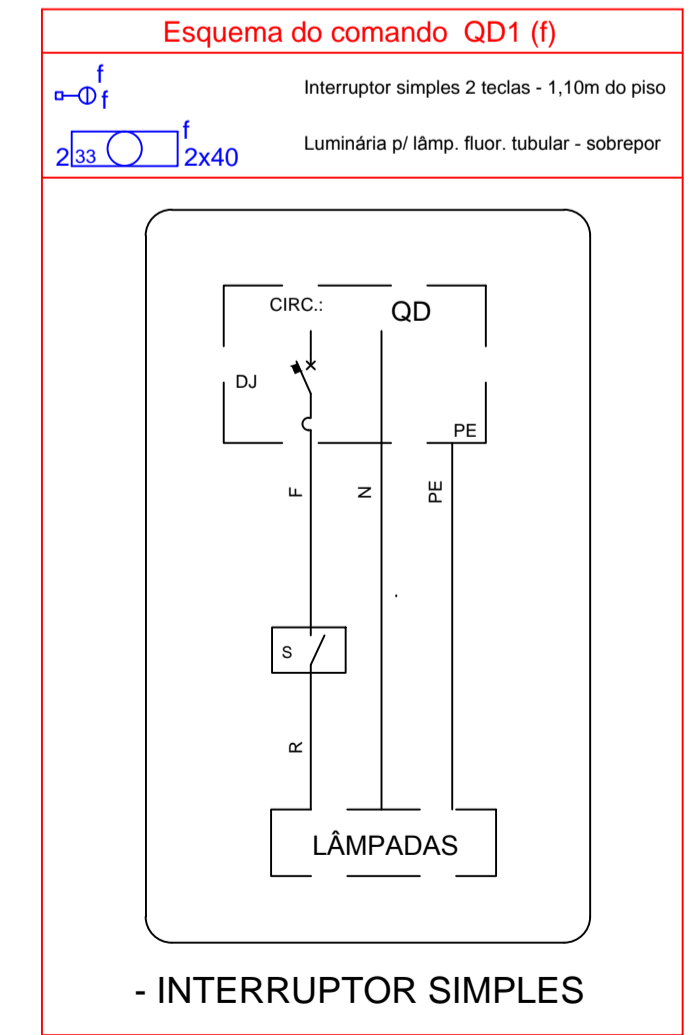 Esquema do comando QD1 (f)
f
f
Interruptor simples 2 teclas - 1,10m do piso
f
2 33 2x40
Luminária p/ lâmp. fluor. tubular - sobrepor
CIRC.: QD
DJ
PE
F N PE
S
R
LÂMPADAS
- INTERRUPTOR SIMPLES